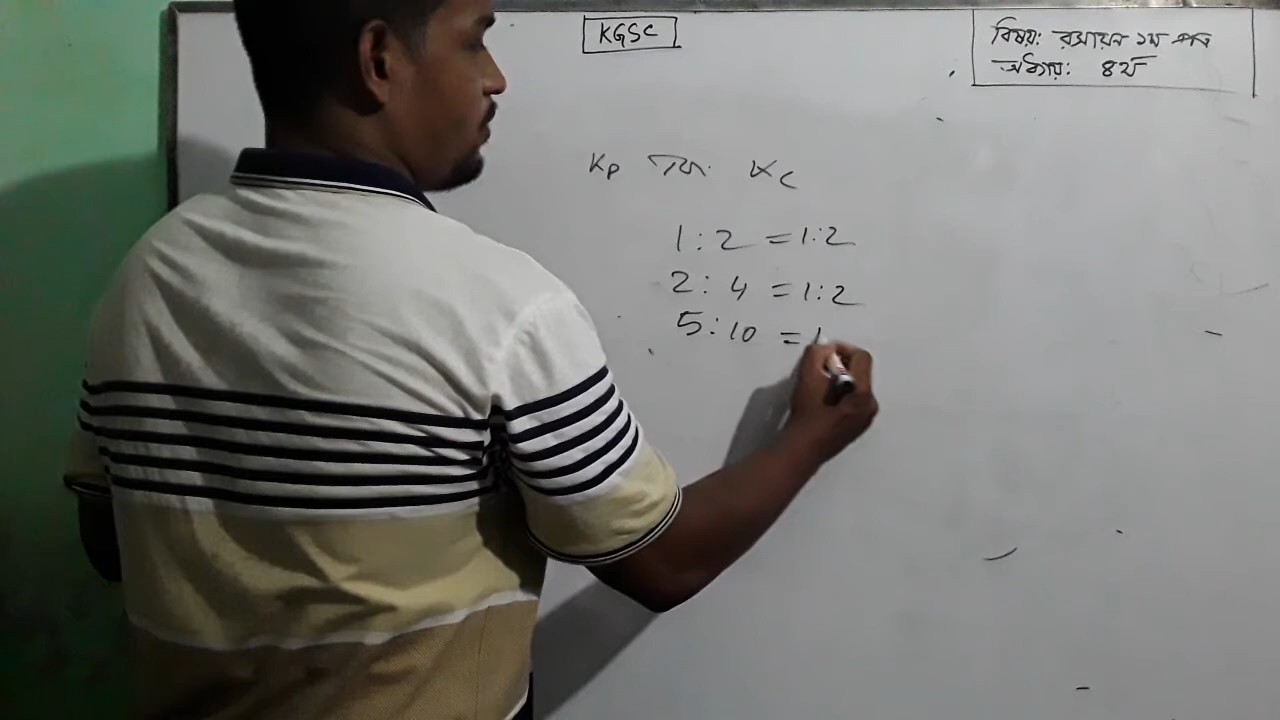 KGSC
বিষয়: রসায়ন ১ম পত্র
অধ্যায়: ৪র্থ
Kp Kc
1 : 2 = 1:2
2 : 4 = 1:2
5 : 10 = 1